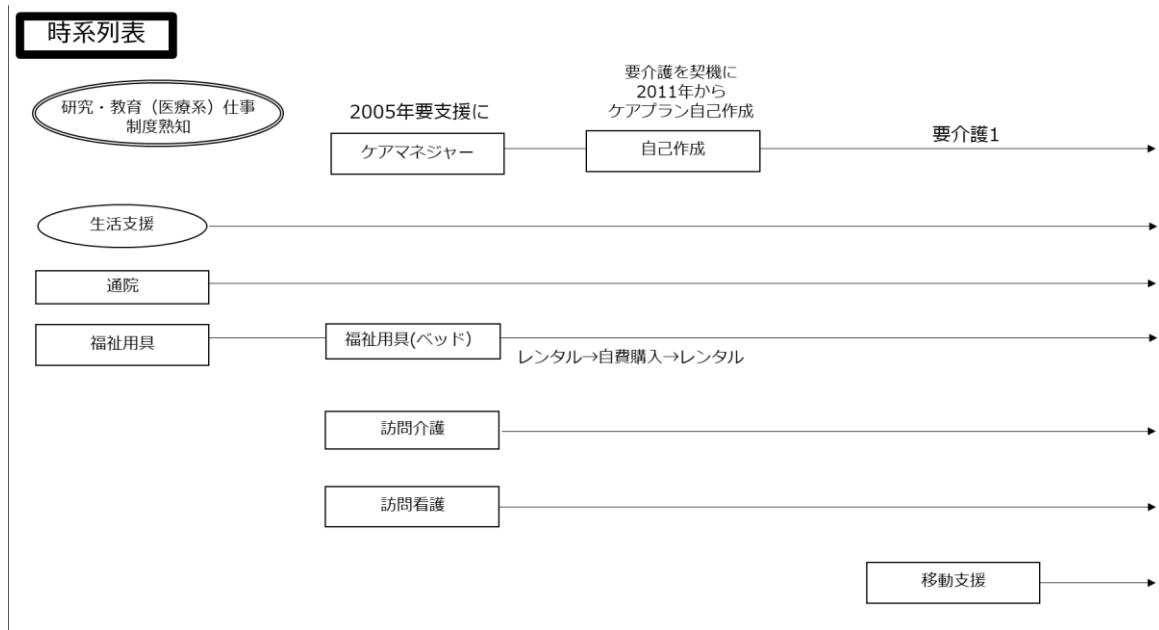 時系列表
研究・教育（医療系）仕事
制度熟知
2005年要支援に
ケアマネジャー
要介護を契機に
2011年から
ケアプラン自己作成
自己作成
要介護1
生活支援
通院
福祉用具
福祉用具(ベッド）
レンタル→自費購入→レンタル
訪問介護
訪問看護
移動支援